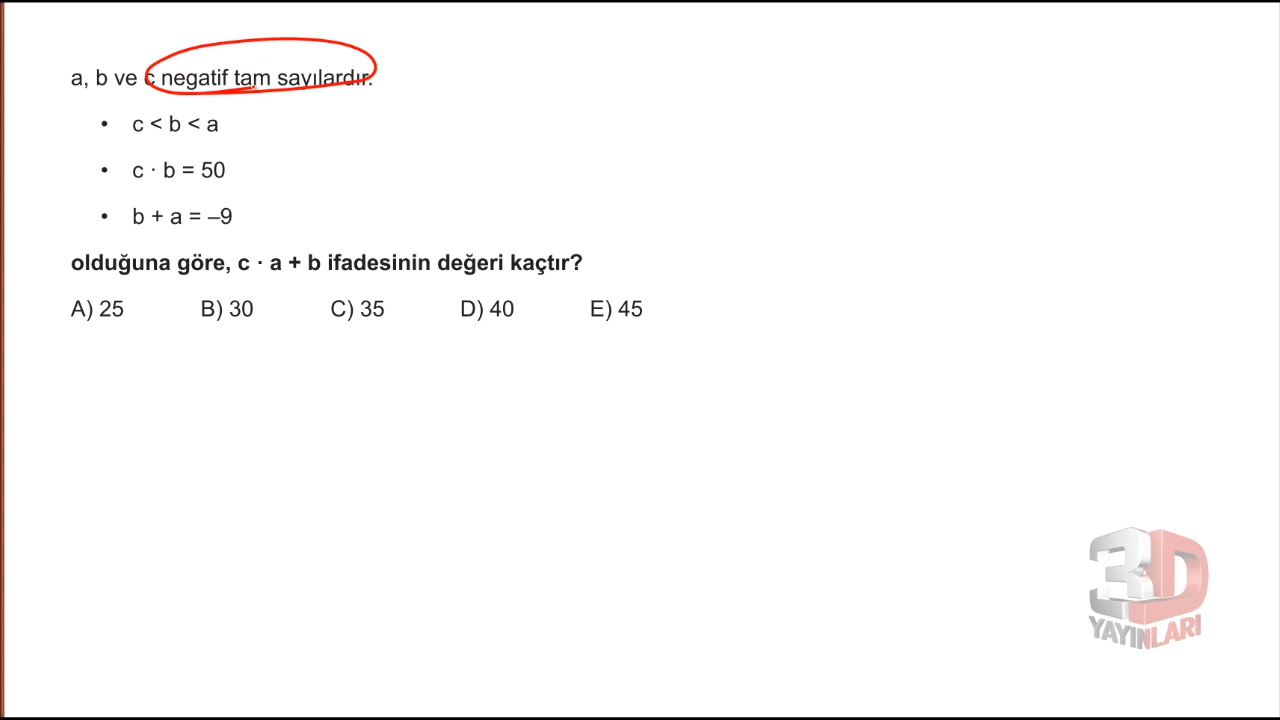 a, b ve c negatif tam sayılardır.
• c < b < a
• c · b = 50
• b + a = –9
olduğuna göre, c · a + b ifadesinin değeri kaçtır?
A) 25 B) 30 C) 35 D) 40 E) 45
3D
YAYINLARI